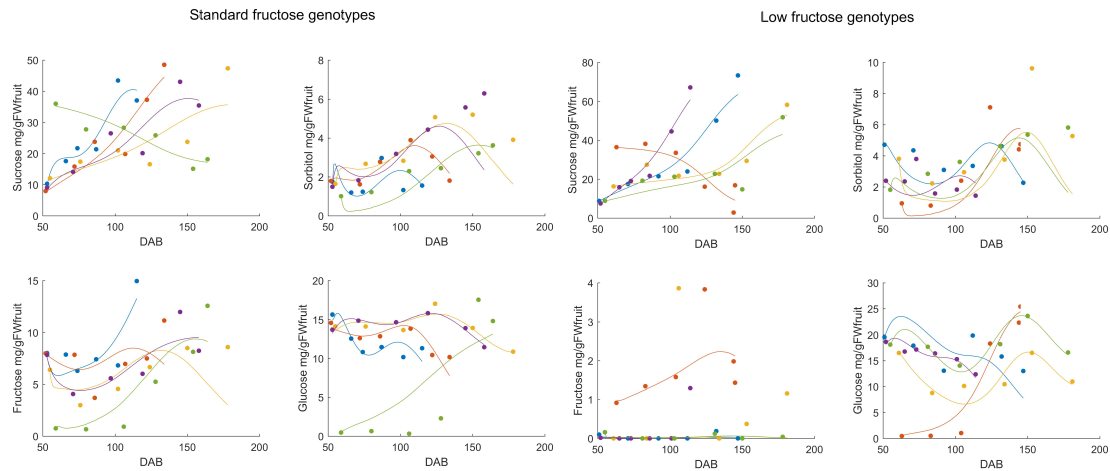 Standard fructose genotypes
Low fructose genotypes
Sucrose mg/gFWfruit
50
40
30
20
10
0
50 100 150 200
DAB
Sorbitol mg/gFWfruit
8
6
4
2
0
50 100 150 200
DAB
Sucrose mg/gFWfruit
80
60
40
20
0
50 100 150 200
DAB
Sorbitol mg/gFWfruit
10
8
6
4
2
0
50 100 150 200
DAB
Fructose mg/gFWfruit
15
10
5
0
50 100 150 200
DAB
Glucose mg/gFWfruit
20
15
10
5
0
50 100 150 200
DAB
Fructose mg/gFWfruit
4
3
2
1
0
50 100 150 200
DAB
Glucose mg/gFWfruit
30
25
20
15
10
5
0
50 100 150 200
DAB